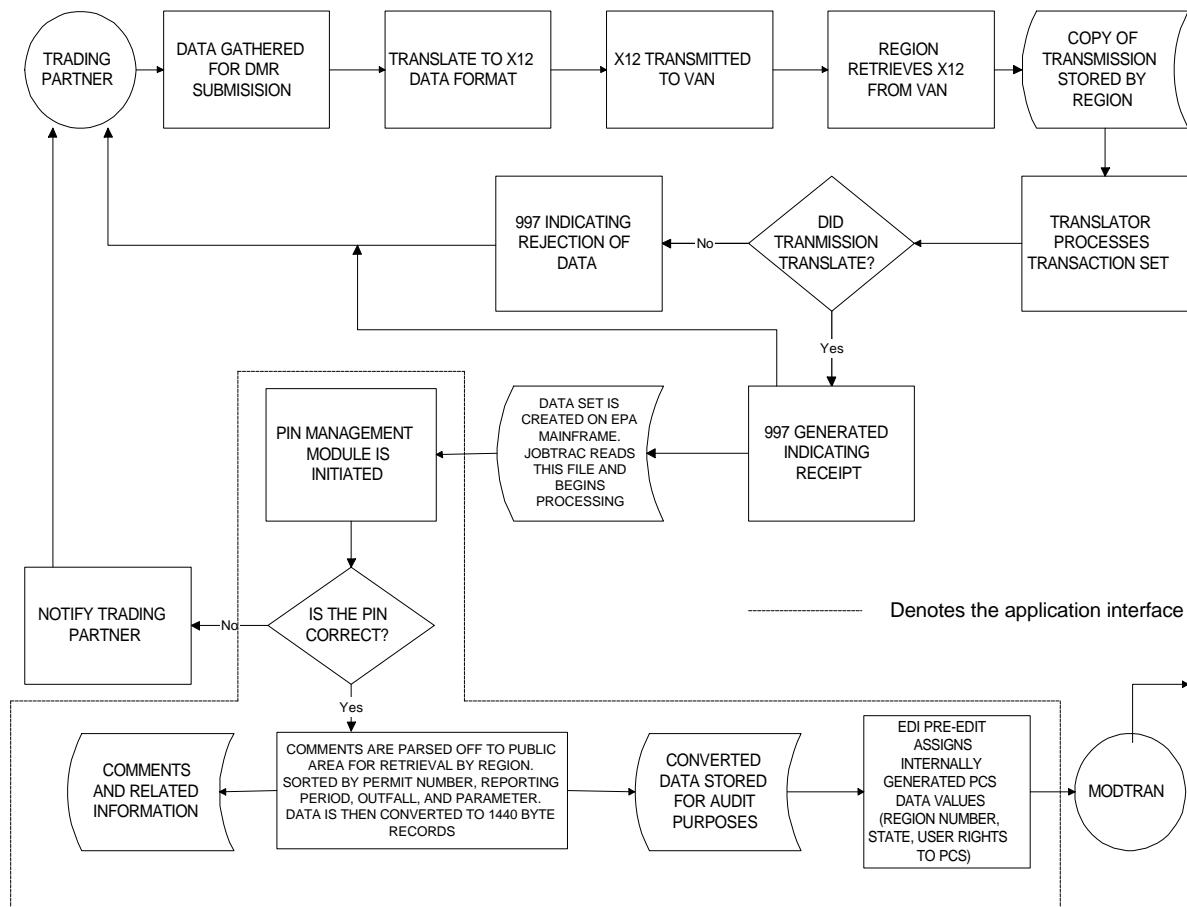 TRADING
PARTNER
DATA GATHERED
FOR DMR
SUBMISISION
TRANSLATE TO X12
DATA FORMAT
X12 TRANSMITTED
TO VAN
REGION
RETRIEVES X12
FROM VAN
COPY OF
TRANSMISSION
STORED BY
REGION
TRANSLATOR
PROCESSES
TRANSACTION SET
DID
TRANMISSION
TRANSLATE?
No
997 INDICATING
REJECTION OF
DATA
Yes
997 GENERATED
INDICATING
RECEIPT
DATA SET IS
CREATED ON EPA
MAINFRAME.
JOBTRAC READS
THIS FILE AND
BEGINS
PROCESSING
PIN MANAGEMENT
MODULE IS
INITIATED
IS THE PIN
CORRECT?
No
NOTIFY TRADING
PARTNER
Denotes the application interface
Yes
COMMENTS ARE PARSED OFF TO PUBLIC
AREA FOR RETRIEVAL BY REGION.
SORTED BY PERMIT NUMBER, REPORTING
PERIOD, OUTFALL, AND PARAMETER.
DATA IS THEN CONVERTED TO 1440 BYTE
RECORDS
COMMENTS
AND RELATED
INFORMATION
CONVERTED
DATA STORED
FOR AUDIT
PURPOSES
EDI PRE-EDIT
ASSIGNS
INTERNALLY
GENERATED PCS
DATA VALUES
(REGION NUMBER,
STATE, USER RIGHTS
TO PCS)
MODTRAN